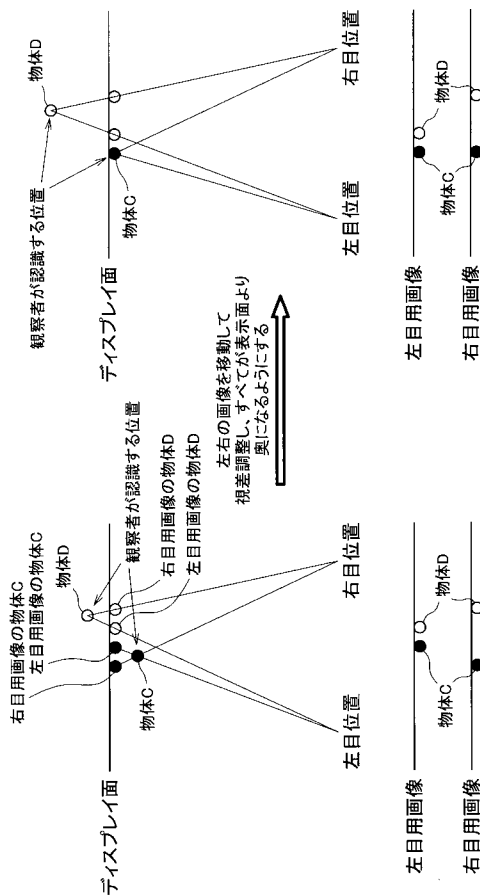 右目用画像の物体C
左目用画像の物体C
物体D
観察者が認識する位置
ディスプレイ面
右目用画像の物体D
左目用画像の物体D
物体C
左目位置
右目位置
左目用画像
物体D
物体C
右目用画像
左右の画像を移動して
視差調整し、すべてが表示面より
奥になるようにする
物体D
観察者が認識する位置
ディスプレイ面
物体C
左目位置
右目位置
左目用画像
物体D
物体C
右目用画像